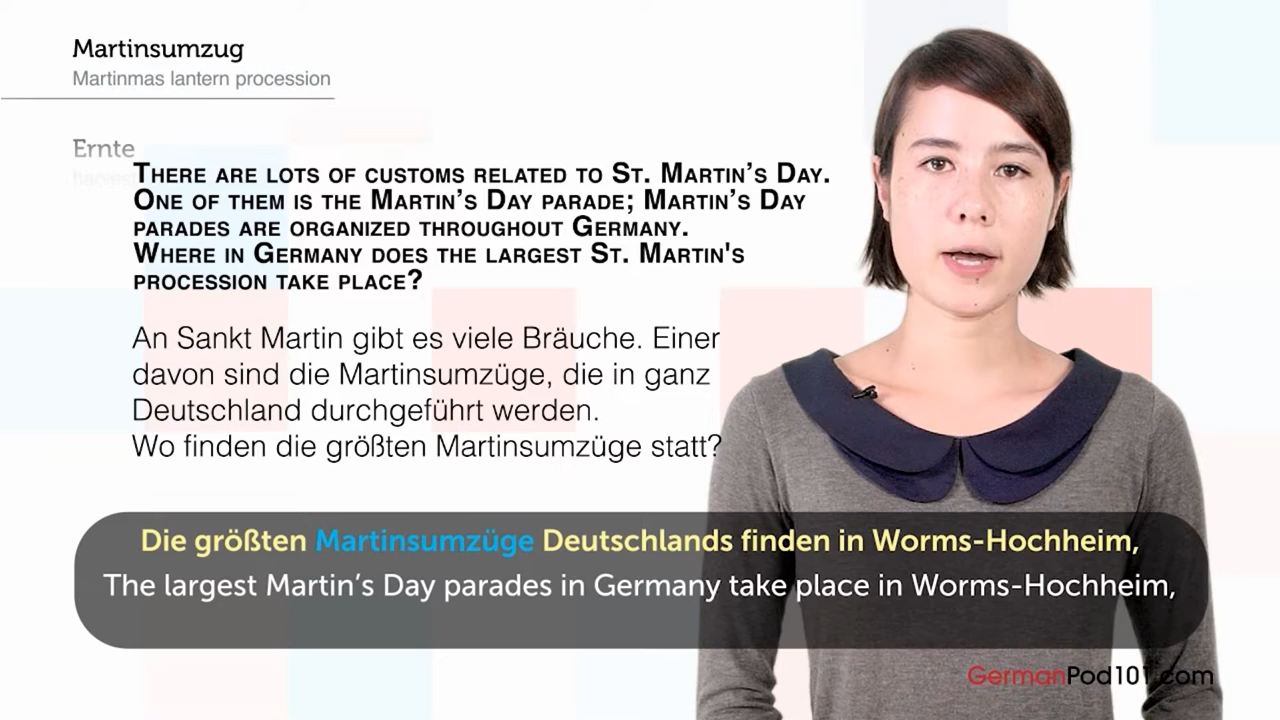 Martinsumzug
Martinmas lantern procession
Ernte
harvest
THERE ARE LOTS OF CUSTOMS RELATED TO ST. MARTIN’S DAY.
ONE OF THEM IS THE MARTIN’S DAY PARADE; MARTIN’S DAY
PARADES ARE ORGANIZED THROUGHOUT GERMANY.
WHERE IN GERMANY DOES THE LARGEST ST. MARTIN'S
PROCESSION TAKE PLACE?
An Sankt Martin gibt es viele Bräuche. Einer
davon sind die Martinsumzüge, die in ganz
Deutschland durchgeführt werden.
Wo finden die größten Martinsumzüge statt?
Die größten Martinsumzüge Deutschlands finden in Worms-Hochheim,
The largest Martin’s Day parades in Germany take place in Worms-Hochheim,
GermanPod101.com